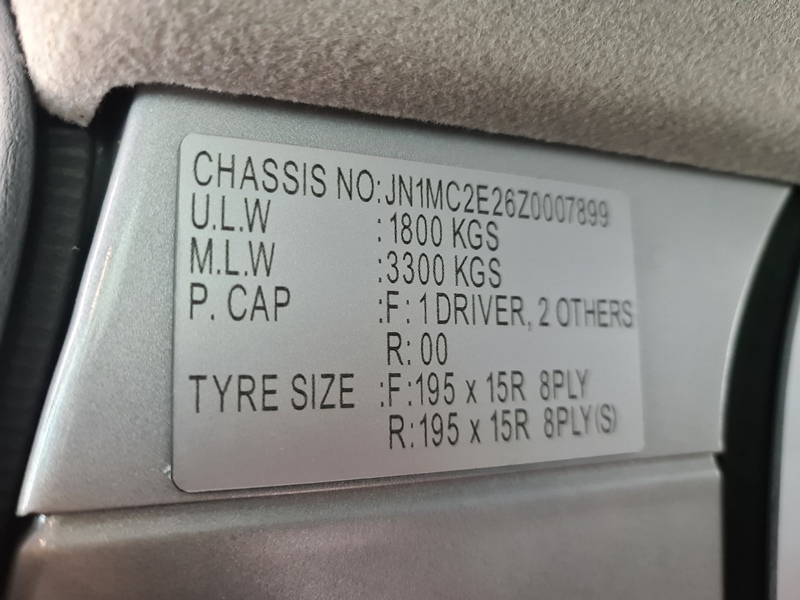 CHASSIS NO:JN1MC2E26Z0007899
U.L.W :1800 KGS
M.L.W :3300 KGS
P. CAP :F: 1 DRIVER, 2 OTHERS
R: 00
TYRE SIZE :F:195 x 15R 8PLY
R:195 x 15R 8PLY(S)